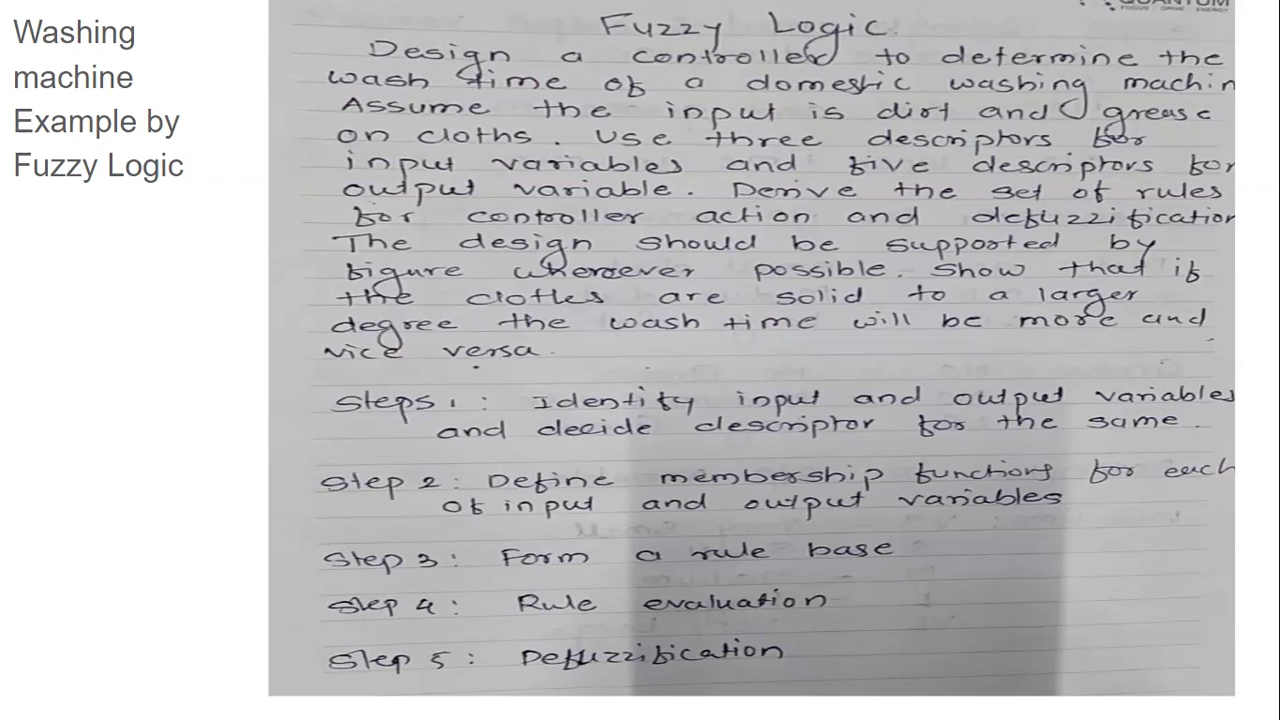 Washing
machine
Example by
Fuzzy Logic
FOCUS | DRIVE | ENERGY
Fuzzy Logic
Design a controller to determine the
wash time of a domestic washing machin
Assume the input is dirt and grease
on cloths. Use three descriptors for
input variables and five descriptors for
output variable. Derive the set of rules
for controller action and defuzzification
The design should be supported by
figure whereever possible. Show that if
the clothes are solid to a larger
degree the wash time will be more and
vice versa.
Steps 1 : Identify input and output variables
and decide descriptor for the same.
Step 2 : Define membership functions for each
of input and output variables
Step 3 : Form a rule base
Step 4 : Rule evaluation
Step 5 : Defuzzification